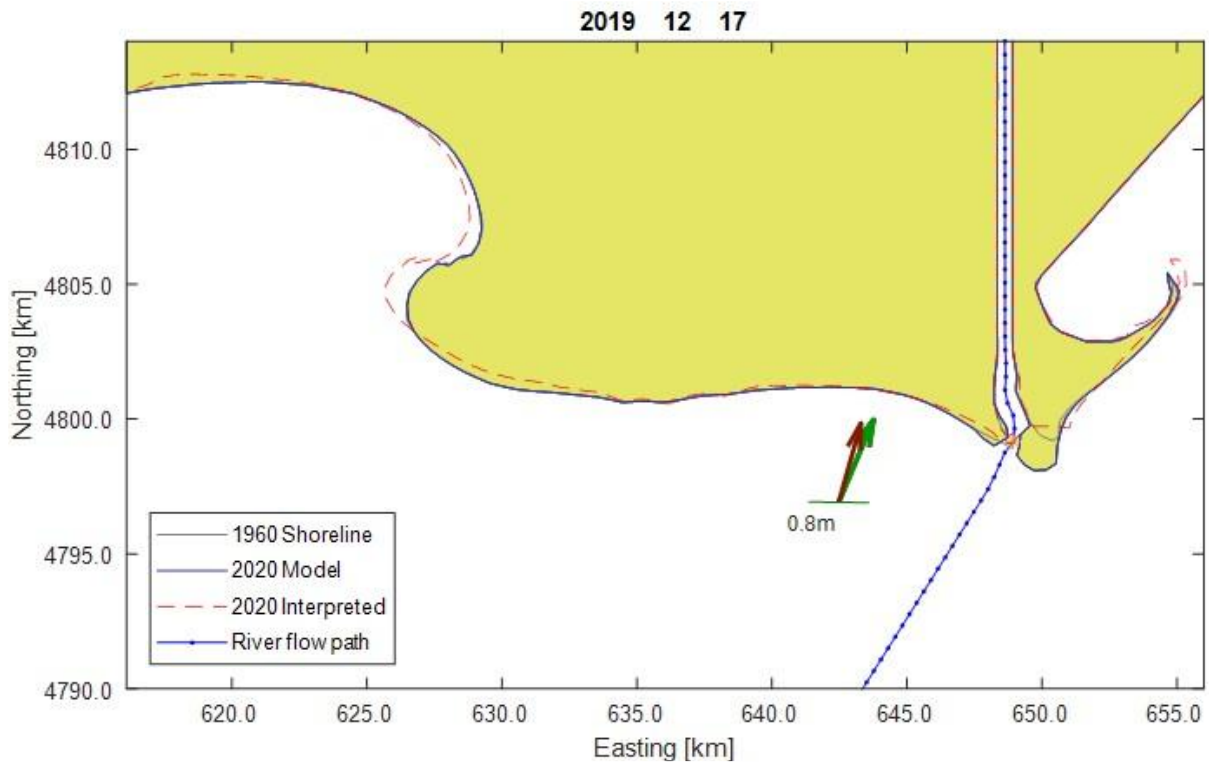 2019 12 17
4810.0
4805.0
4800.0
4795.0
4790.0
Northing [km]
0.8m
1960 Shoreline
2020 Model
2020 Interpreted
River flow path
620.0 625.0 630.0 635.0 640.0 645.0 650.0 655.0
Easting [km]